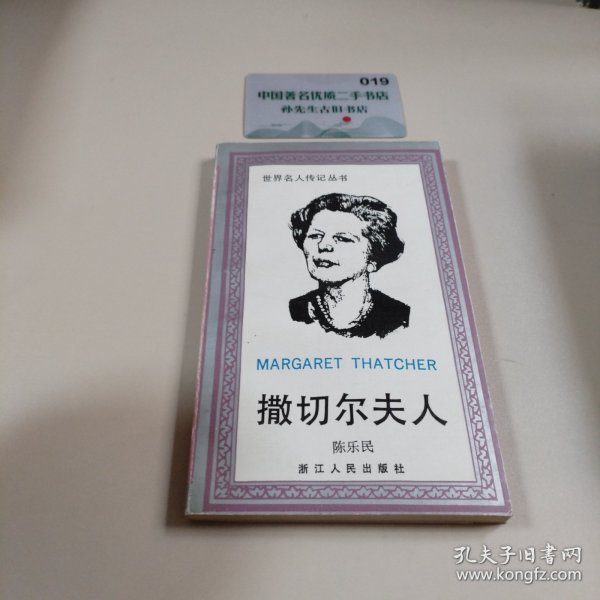 019
中国著名优质二手书店
孙先生古旧书店
世界名人传记丛书
MARGARET THATCHER
撒切尔夫人
陈乐民
浙江人民出版社
孔夫子旧书网
www.kongfz.com